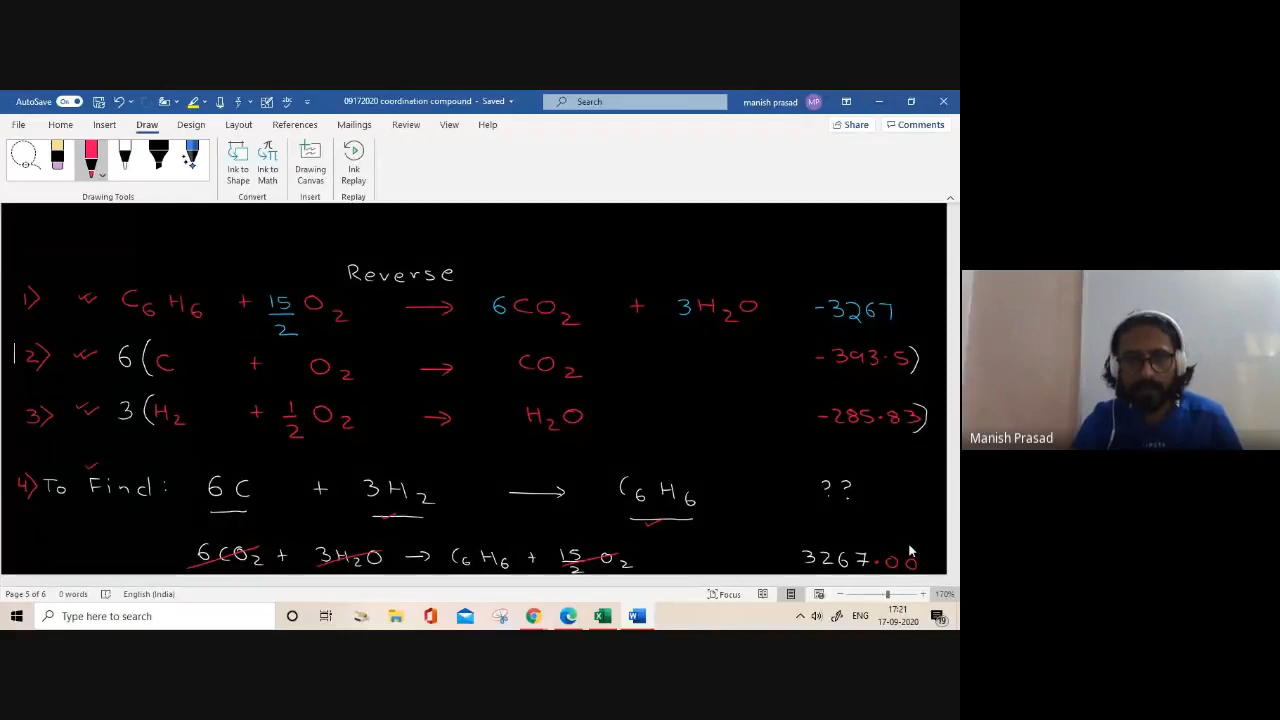 AutoSave On 09172020 coordination compound - Saved Search manish prasad MP
File Home Insert Draw Design Layout References Mailings Review View Help Share Comments
Ink to Shape Ink to Math Drawing Canvas Ink Replay
Drawing Tools Convert Insert Replay
Reverse
1) C₆H₆ + 15/2 O₂ → 6CO₂ + 3H₂O -3267
2) 6(C + O₂ → CO₂ -393.5)
3) 3(H₂ + 1/2 O₂ → H₂O -285.83)
4) To Find: 6C + 3H₂ → C₆H₆ ??
6CO₂ + 3H₂O → C₆H₆ + 15/2 O₂ 3267.00
Manish Prasad
Page 5 of 6 0 words English (India) Focus 170%
Type here to search ENG 17:21
17-09-2020